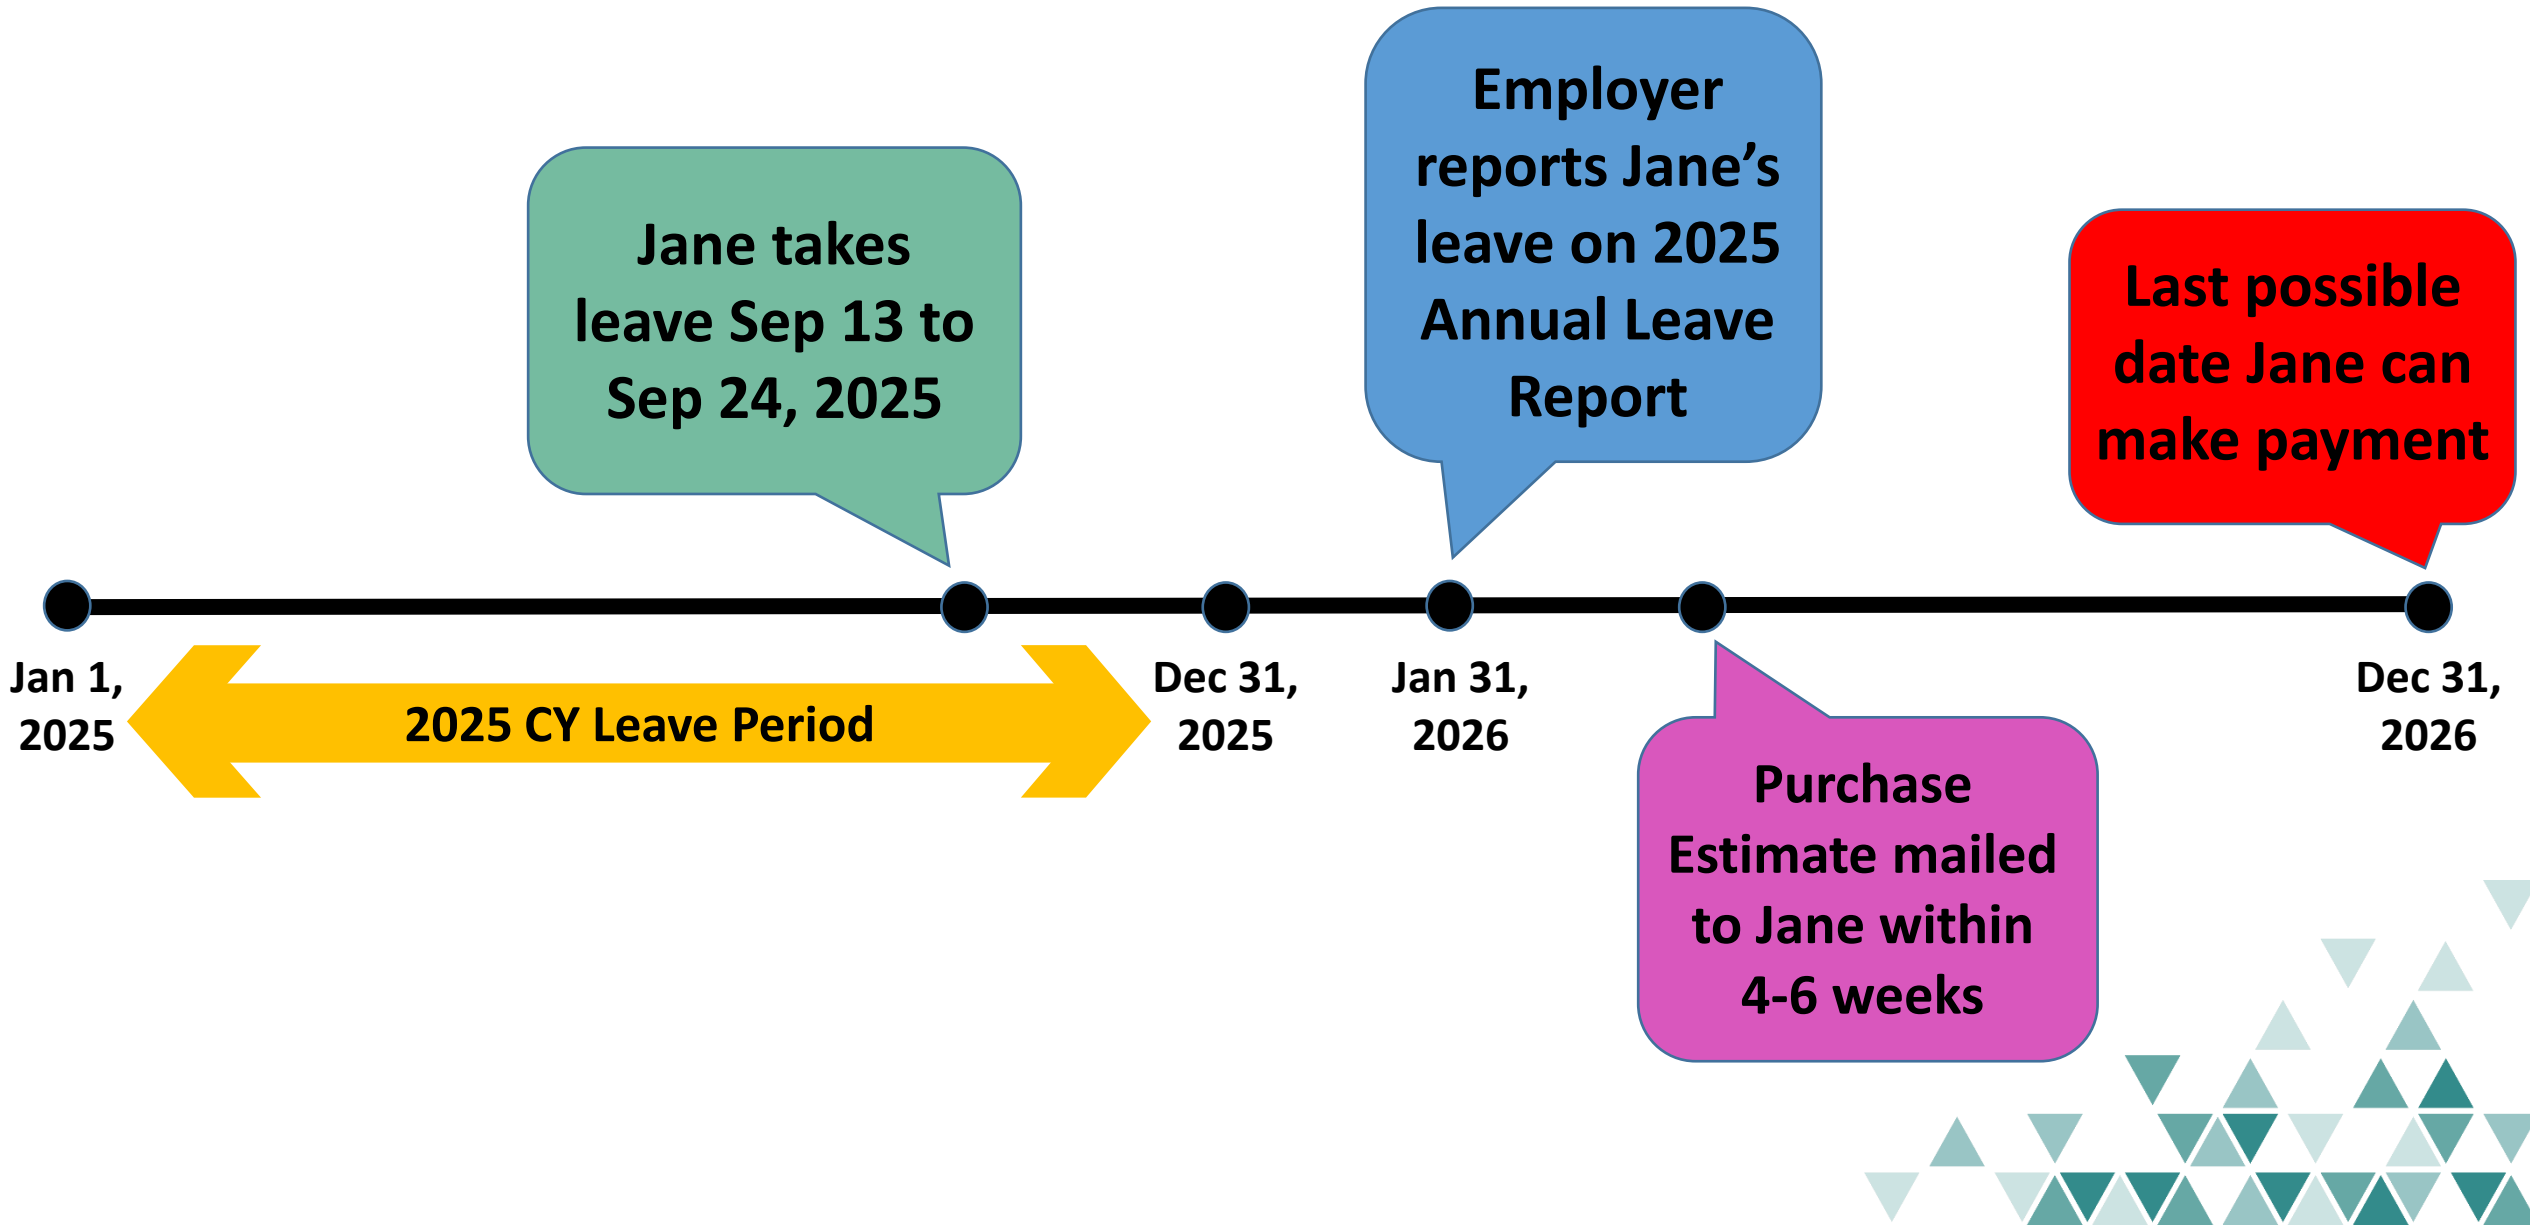 Jane takes
leave Sep 13 to
Sep 24, 2025
Employer
reports Jane’s
leave on 2025
Annual Leave
Report
Last possible
date Jane can
make payment
Jan 1,
2025
2025 CY Leave Period
Dec 31,
2025
Jan 31,
2026
Dec 31,
2026
Purchase
Estimate mailed
to Jane within
4-6 weeks